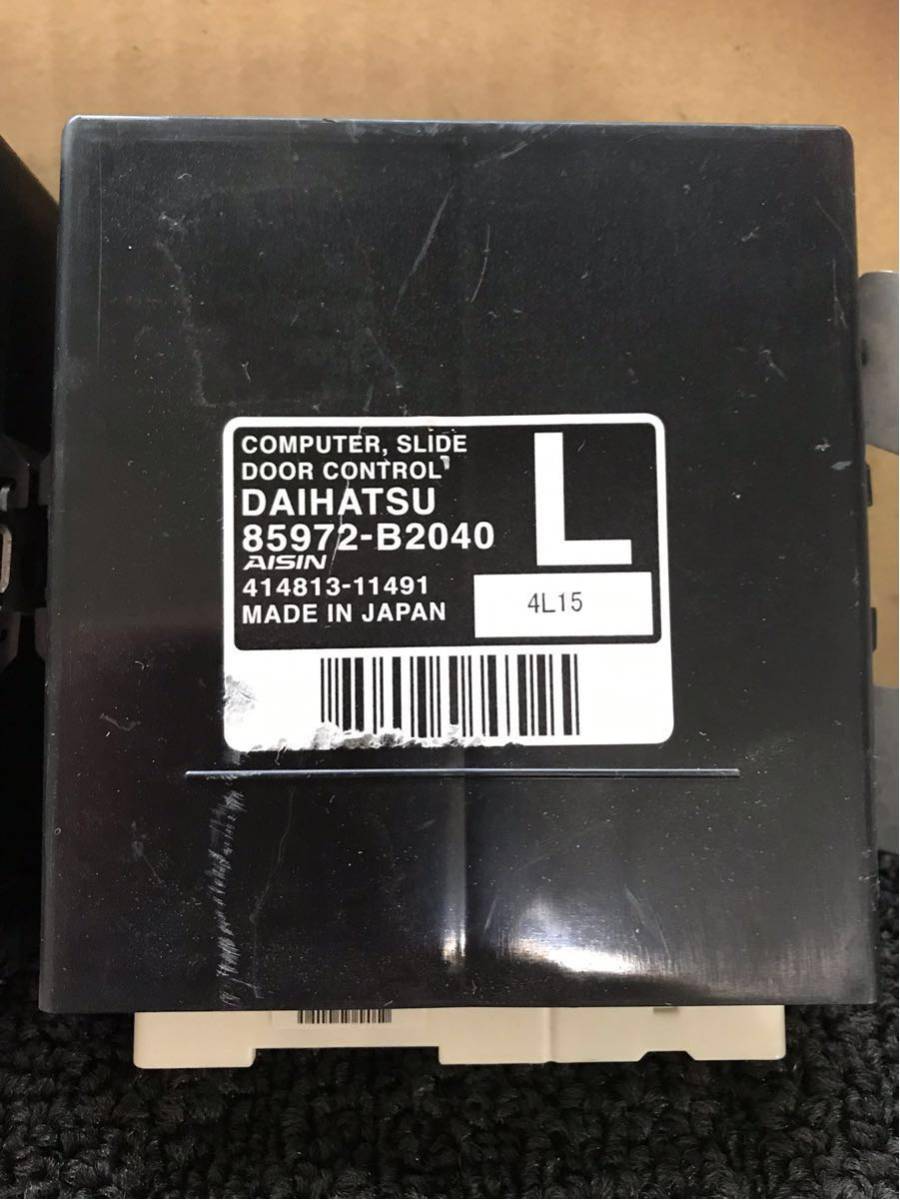 COMPUTER, SLIDE
DOOR CONTROL
DAIHATSU
85972-B2040
AISIN
414813-11491
MADE IN JAPAN
L
4L15